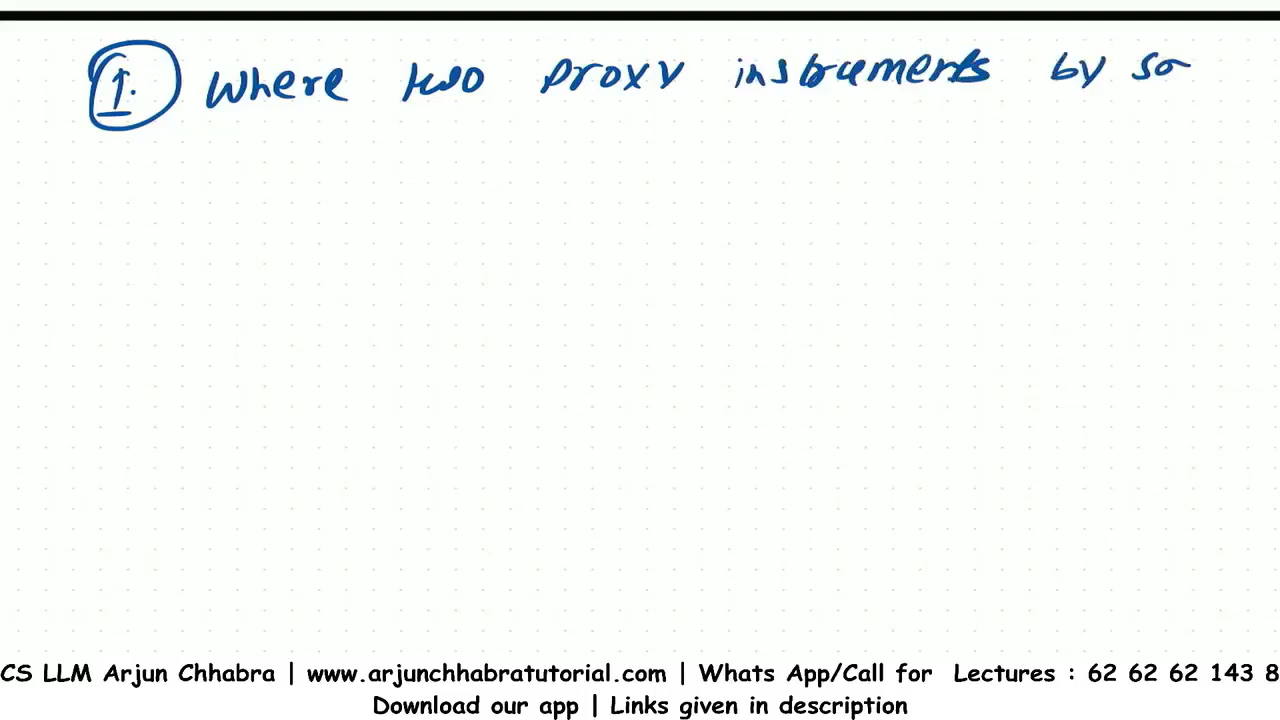 1. Where two proxy instruments by sa
CS LLM Arjun Chhabra | www.arjunchhabratutorial.com | Whats App/Call for Lectures : 62 62 62 143 8
Download our app | Links given in description